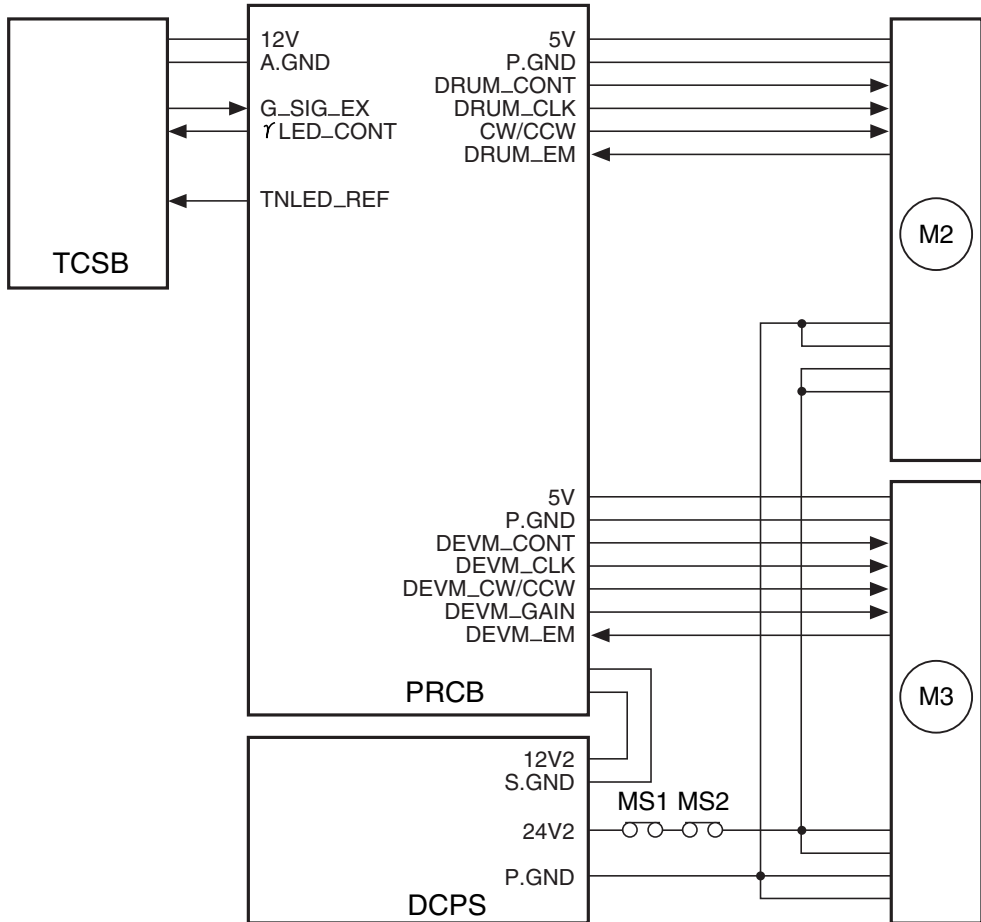 12V
A.GND
G_SIG_EX
γLED_CONT
TNLED_REF
TCSB
5V
P.GND
DRUM_CONT
DRUM_CLK
CW/CCW
DRUM_EM
M2
5V
P.GND
DEVM_CONT
DEVM_CLK
DEVM_CW/CCW
DEVM_GAIN
DEVM_EM
PRCB
M3
12V2
S.GND
MS1 MS2
24V2
P.GND
DCPS